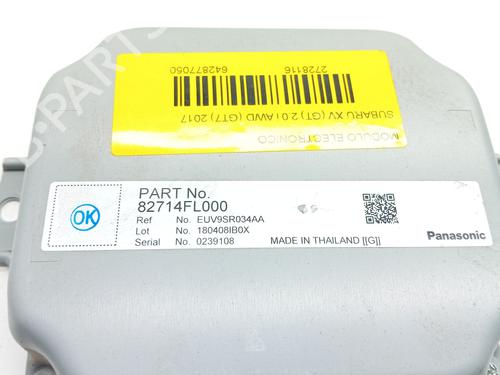 MODULO ELECTRONICO
SUBARU XV (GT) 2.0 i AWD (GT7) 2017
2728116
642877050
OK
PART No.
82714FL000
Ref No. EUV9SR034AA
Lot No. 180408IB0X
Serial No. 0239108
MADE IN THAILAND [[G]]
Panasonic